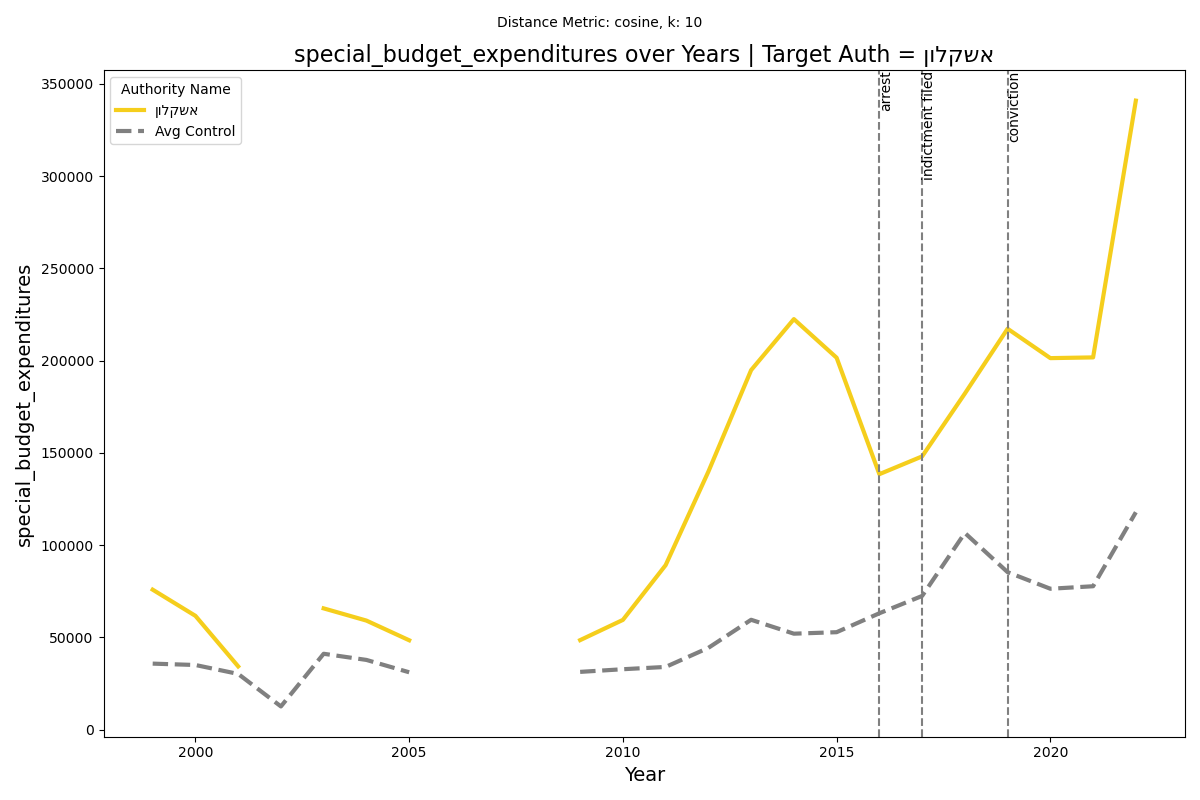 Distance Metric: cosine, k: 10
special_budget_expenditures over Years | Target Auth = אשקלון
Authority Name
אשקלון
Avg Control
arrest
indictment filed
conviction
special_budget_expenditures
350000
300000
250000
200000
150000
100000
50000
0
2000
2005
2010
2015
2020
Year